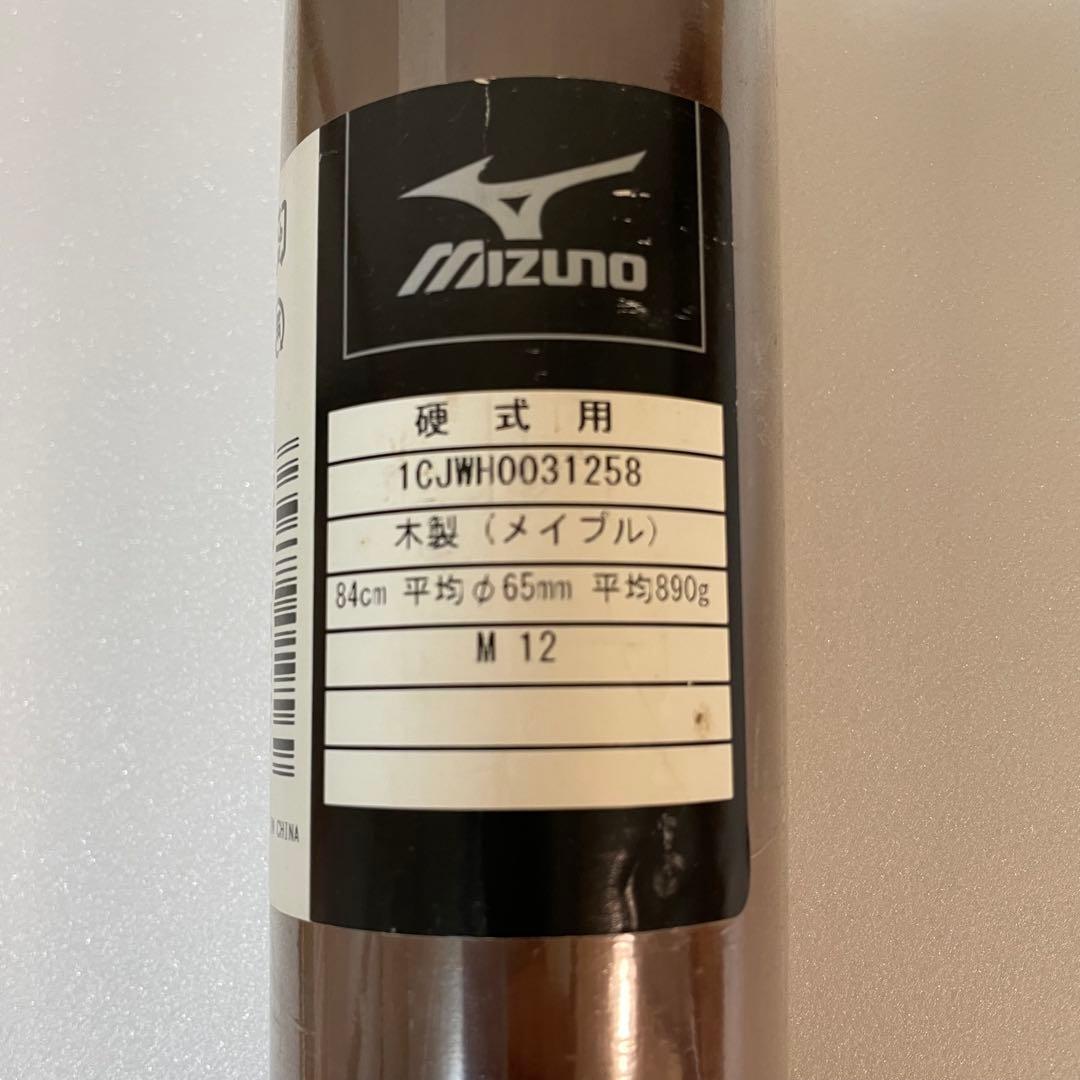 MIZUNO
硬式用
1CJWH0031258
木製(メイプル)
84cm 平均φ65mm 平均890g
M 12
CHINA